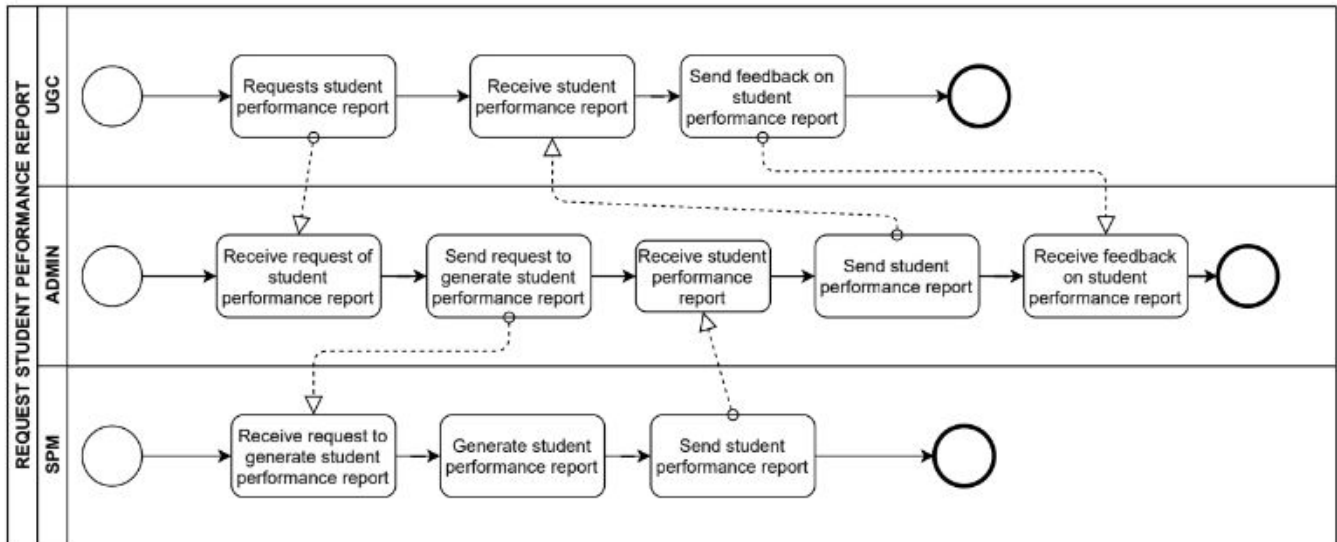 REQUEST STUDENT PEFORMANCE REPORT
UGC
Requests student
performance report
Receive student
performance report
Send feedback on
student
performance report
ADMIN
Receive request of
student
performance report
Send request to
generate student
performance report
Receive student
performance
report
Send student
performance report
Receive feedback
on student
performance report
SPM
Receive request to
generate student
performance report
Generate student
performance report
Send student
performance report